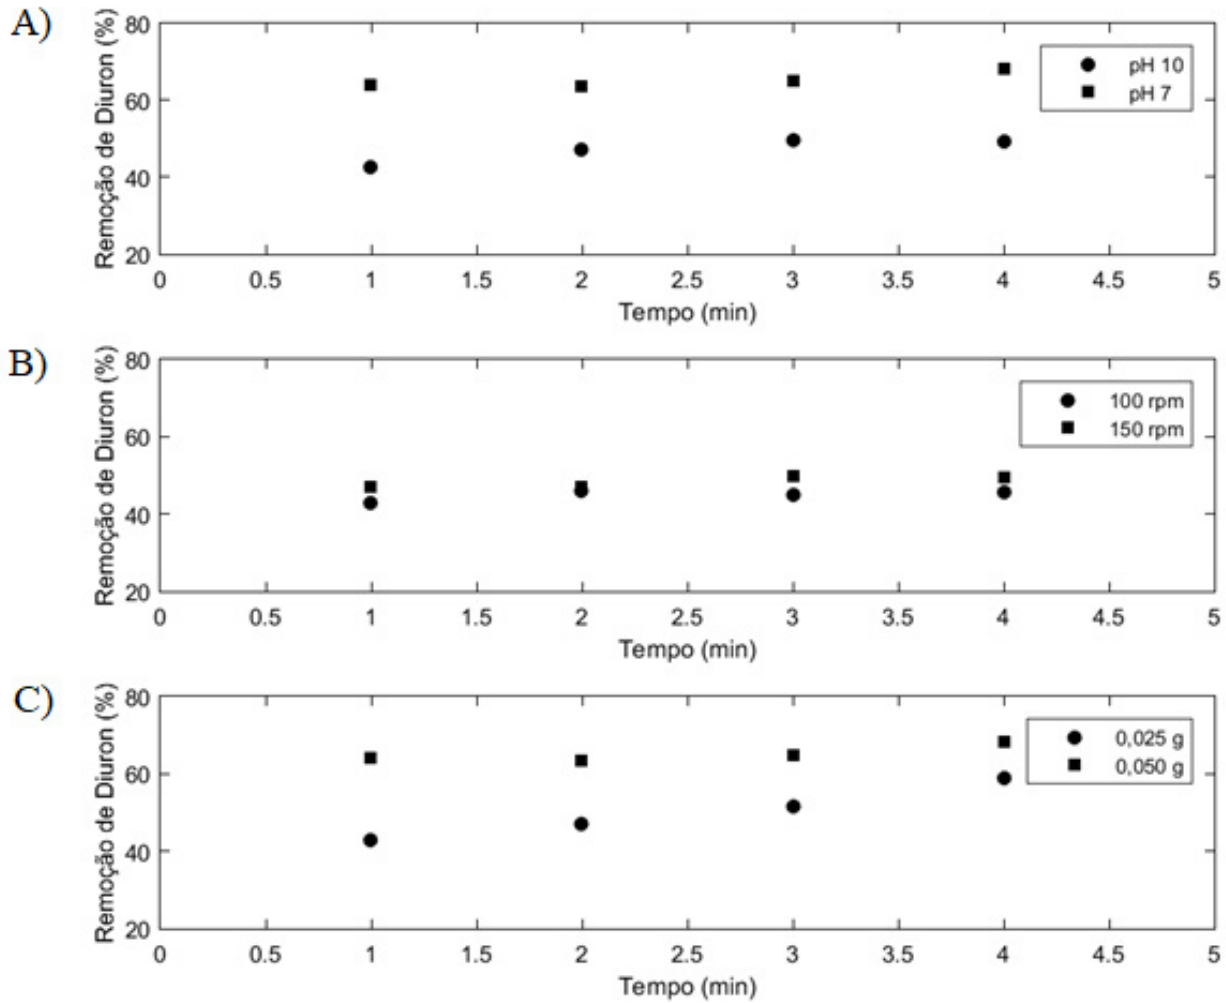 A)
Remoção de Diuron (%)
80
60
40
20
pH 10
pH 7
0 0.5 1 1.5 2 2.5 3 3.5 4 4.5 5
Tempo (min)
B)
Remoção de Diuron (%)
80
60
40
20
100 rpm
150 rpm
0 0.5 1 1.5 2 2.5 3 3.5 4 4.5 5
Tempo (min)
C)
Remoção de Diuron (%)
80
60
40
20
0,025 g
0,050 g
0 0.5 1 1.5 2 2.5 3 3.5 4 4.5 5
Tempo (min)